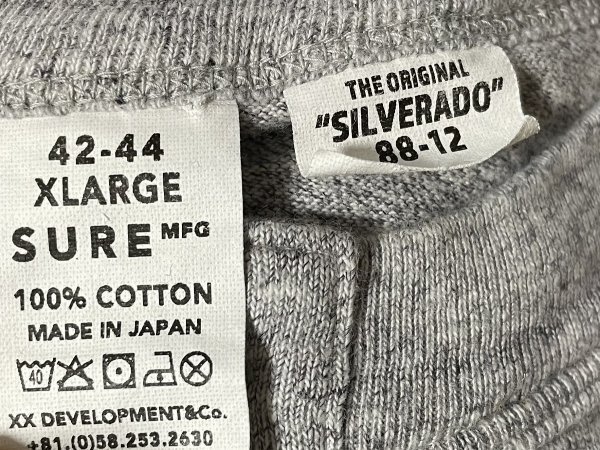 42-44
XLARGE
SURE MFG
100% COTTON
MADE IN JAPAN
40
XX DEVELOPMENT&Co.
+81.(0)58.253.2630
THE ORIGINAL
"SILVERADO"
88-12